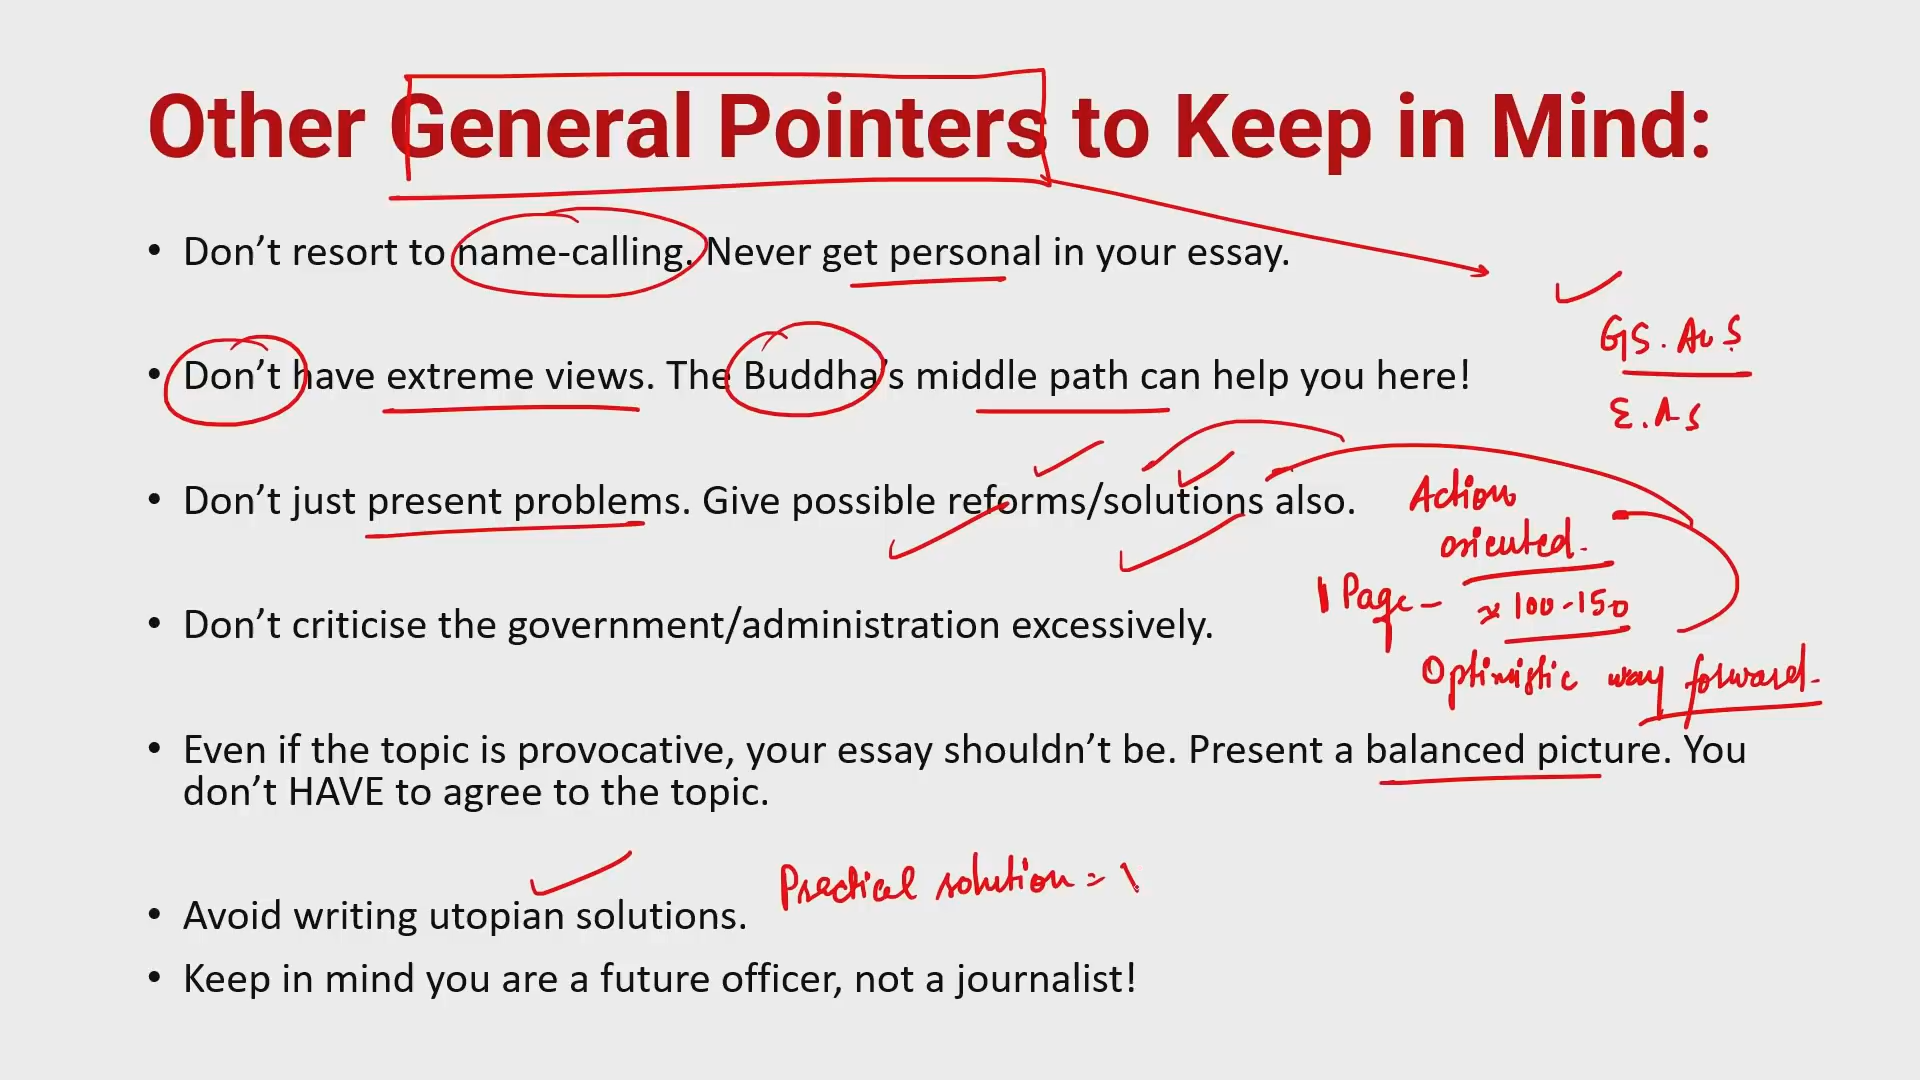 Other General Pointers to Keep in Mind:
• Don’t resort to name-calling. Never get personal in your essay.
GS. Ans
• Don’t have extreme views. The Buddha’s middle path can help you here!
E.As
• Don’t just present problems. Give possible reforms/solutions also.
Action
oriented.
1 Page – ≈ 100-150
• Don’t criticise the government/administration excessively.
Optimistic way forward.
• Even if the topic is provocative, your essay shouldn’t be. Present a balanced picture. You
don’t HAVE to agree to the topic.
Practical solution =
• Avoid writing utopian solutions.
• Keep in mind you are a future officer, not a journalist!